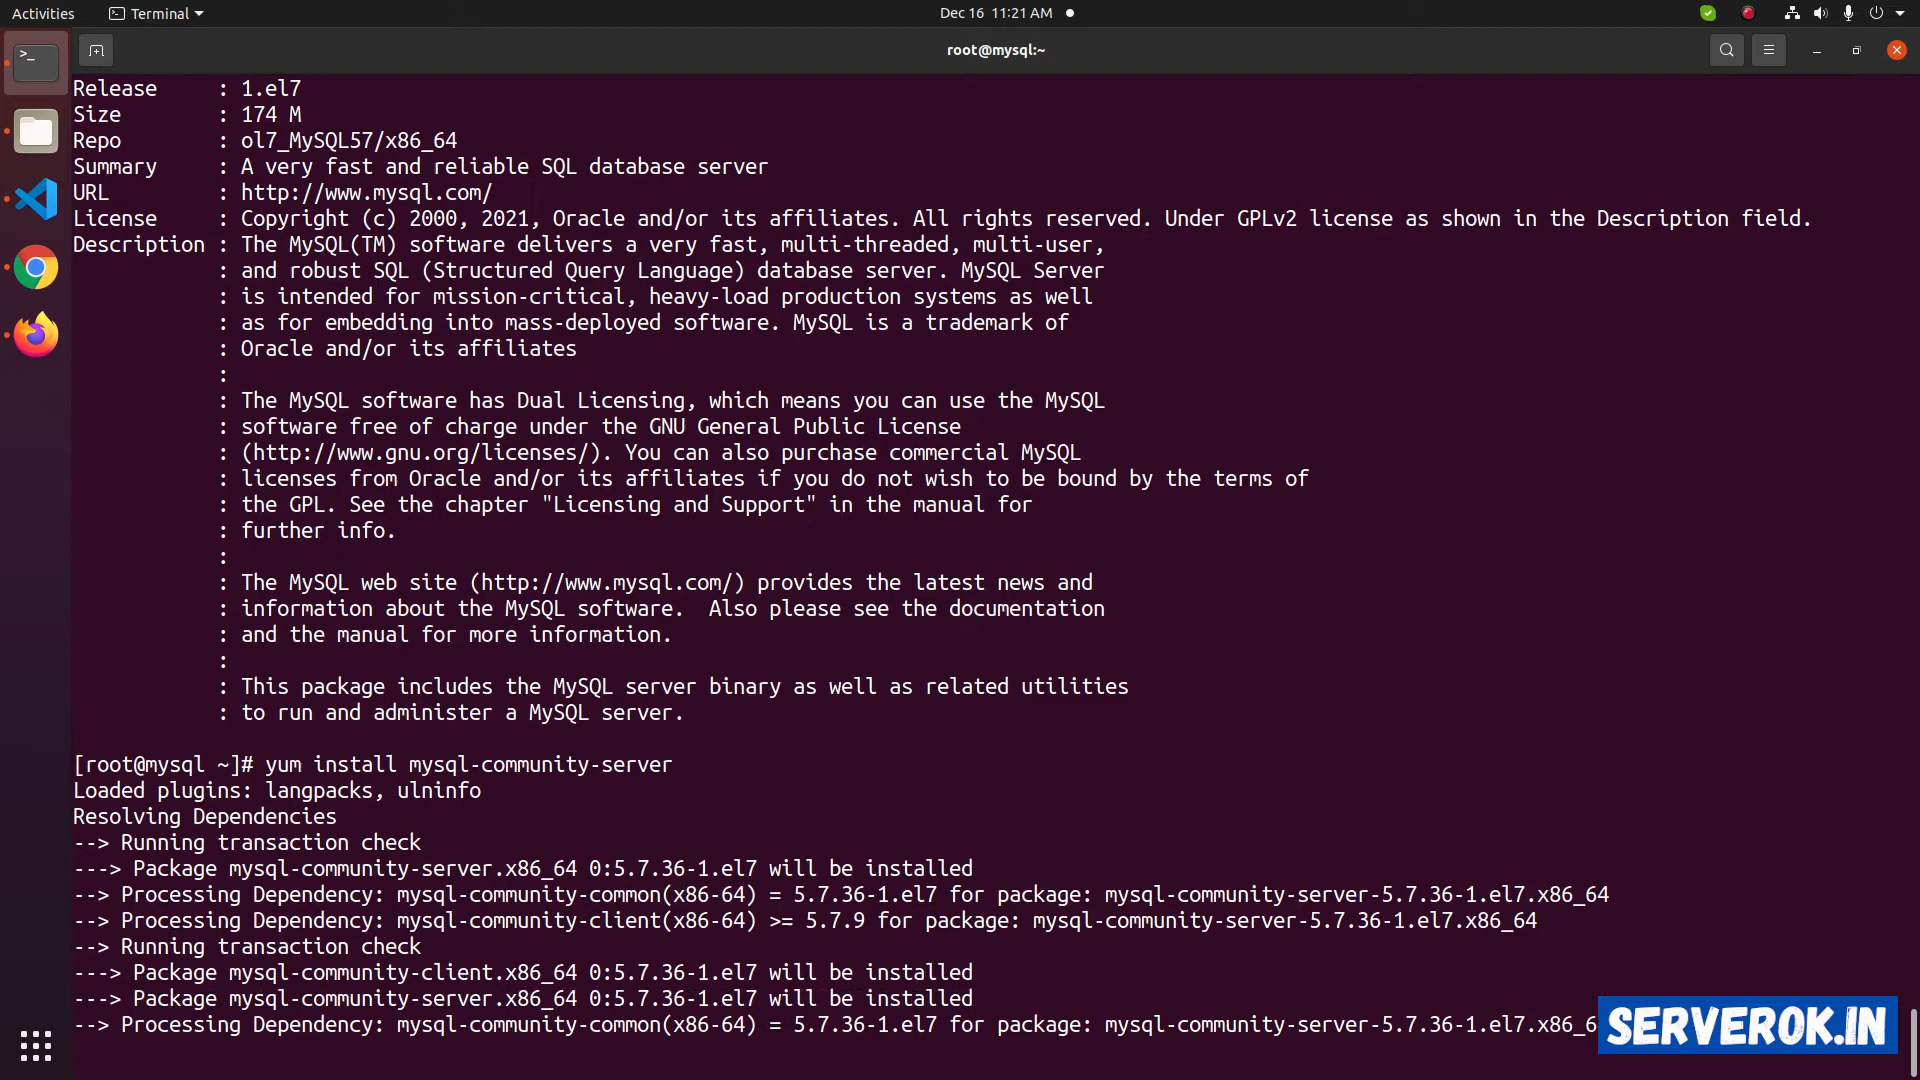 Activities Terminal Dec 16 11:21 AM
root@mysql:~
Release : 1.el7
Size : 174 M
Repo : ol7_MySQL57/x86_64
Summary : A very fast and reliable SQL database server
URL : http://www.mysql.com/
License : Copyright (c) 2000, 2021, Oracle and/or its affiliates. All rights reserved. Under GPLv2 license as shown in the Description field.
Description : The MySQL(TM) software delivers a very fast, multi-threaded, multi-user,
: and robust SQL (Structured Query Language) database server. MySQL Server
: is intended for mission-critical, heavy-load production systems as well
: as for embedding into mass-deployed software. MySQL is a trademark of
: Oracle and/or its affiliates
:
: The MySQL software has Dual Licensing, which means you can use the MySQL
: software free of charge under the GNU General Public License
: (http://www.gnu.org/licenses/). You can also purchase commercial MySQL
: licenses from Oracle and/or its affiliates if you do not wish to be bound by the terms of
: the GPL. See the chapter "Licensing and Support" in the manual for
: further info.
:
: The MySQL web site (http://www.mysql.com/) provides the latest news and
: information about the MySQL software.  Also please see the documentation
: and the manual for more information.
:
: This package includes the MySQL server binary as well as related utilities
: to run and administer a MySQL server.
[root@mysql ~]# yum install mysql-community-server
Loaded plugins: langpacks, ulninfo
Resolving Dependencies
--> Running transaction check
---> Package mysql-community-server.x86_64 0:5.7.36-1.el7 will be installed
--> Processing Dependency: mysql-community-common(x86-64) = 5.7.36-1.el7 for package: mysql-community-server-5.7.36-1.el7.x86_64
--> Processing Dependency: mysql-community-client(x86-64) >= 5.7.9 for package: mysql-community-server-5.7.36-1.el7.x86_64
--> Running transaction check
---> Package mysql-community-client.x86_64 0:5.7.36-1.el7 will be installed
---> Package mysql-community-server.x86_64 0:5.7.36-1.el7 will be installed
--> Processing Dependency: mysql-community-common(x86-64) = 5.7.36-1.el7 for package: mysql-community-server-5.7.36-1.el7.x86_6
SERVEROK.IN